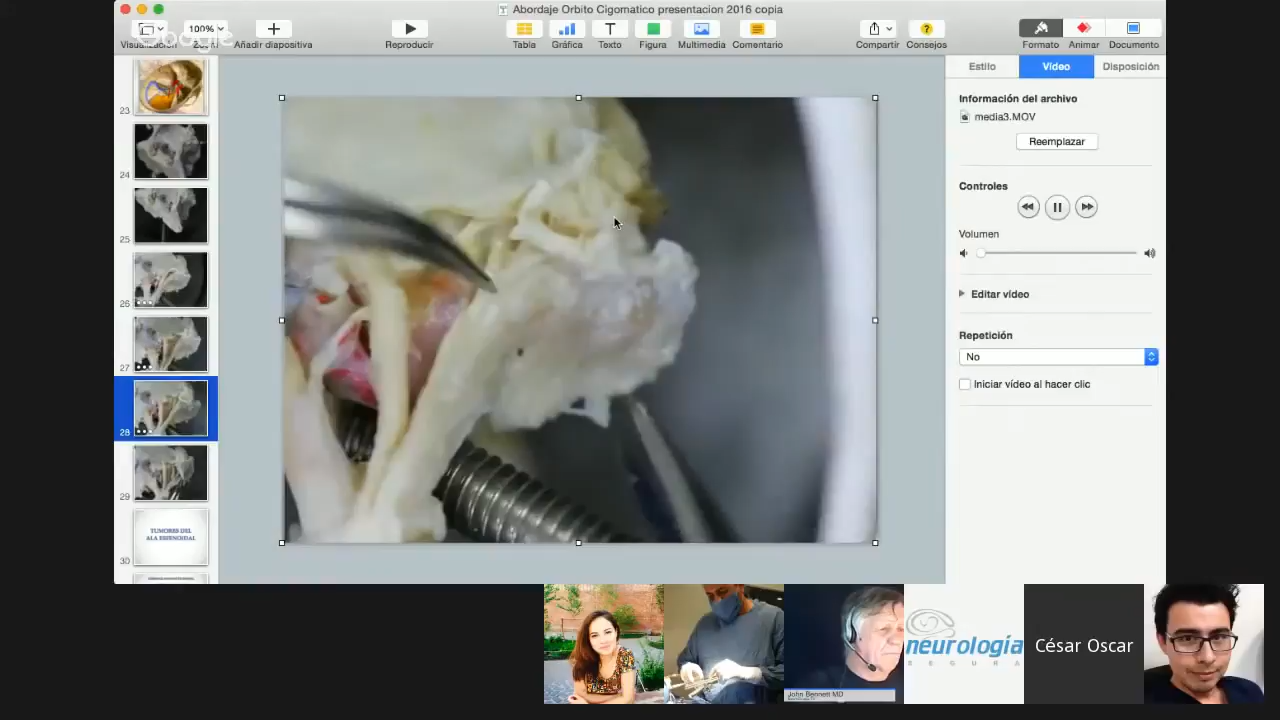 Abordaje Orbito Cigomatico presentacion 2016 copia
100%
Visualización
Zoom
Añadir diapositiva
Reproducir
Tabla
Gráfica
Texto
Figura
Multimedia
Comentario
Compartir
Consejos
Formato
Animar
Documento
Google
Estilo
Vídeo
Disposición
Información del archivo
media3.MOV
Reemplazar
Controles
Volumen
Editar vídeo
Repetición
No
Iniciar vídeo al hacer clic
23
24
25
26
27
28
29
TUMORES DEL
ALA ESFENOIDAL
30
John Bennett MD
neurología
SEGURA
César Oscar